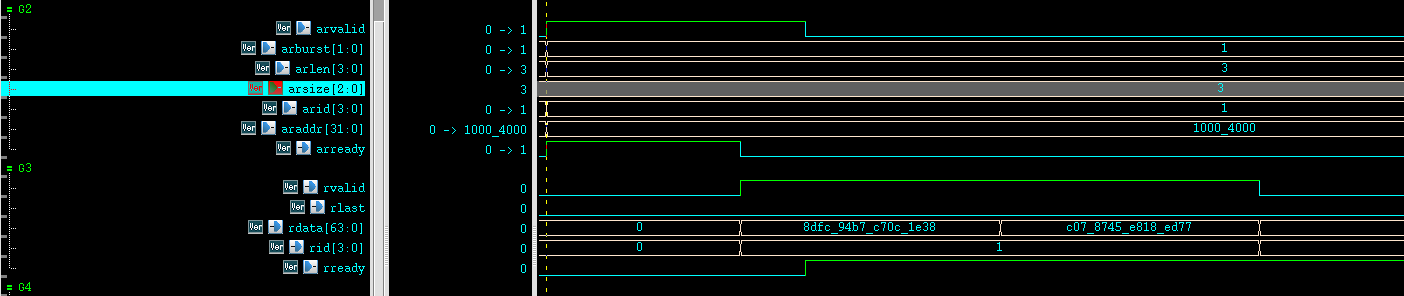 G2
Ver arvalid 0 -> 1
Ver arburst[1:0] 0 -> 1 1
Ver arlen[3:0] 0 -> 3 3
Ver arsize[2:0] 3 3
Ver arid[3:0] 0 -> 1 1
Ver araddr[31:0] 0 -> 1000_4000 1000_4000
Ver arready 0 -> 1
G3
Ver rvalid 0
Ver rlast 0
Ver rdata[63:0] 0 0 8dfc_94b7_c70c_1e38 c07_8745_e818_ed77
Ver rid[3:0] 0 0 1
Ver rready 0
G4